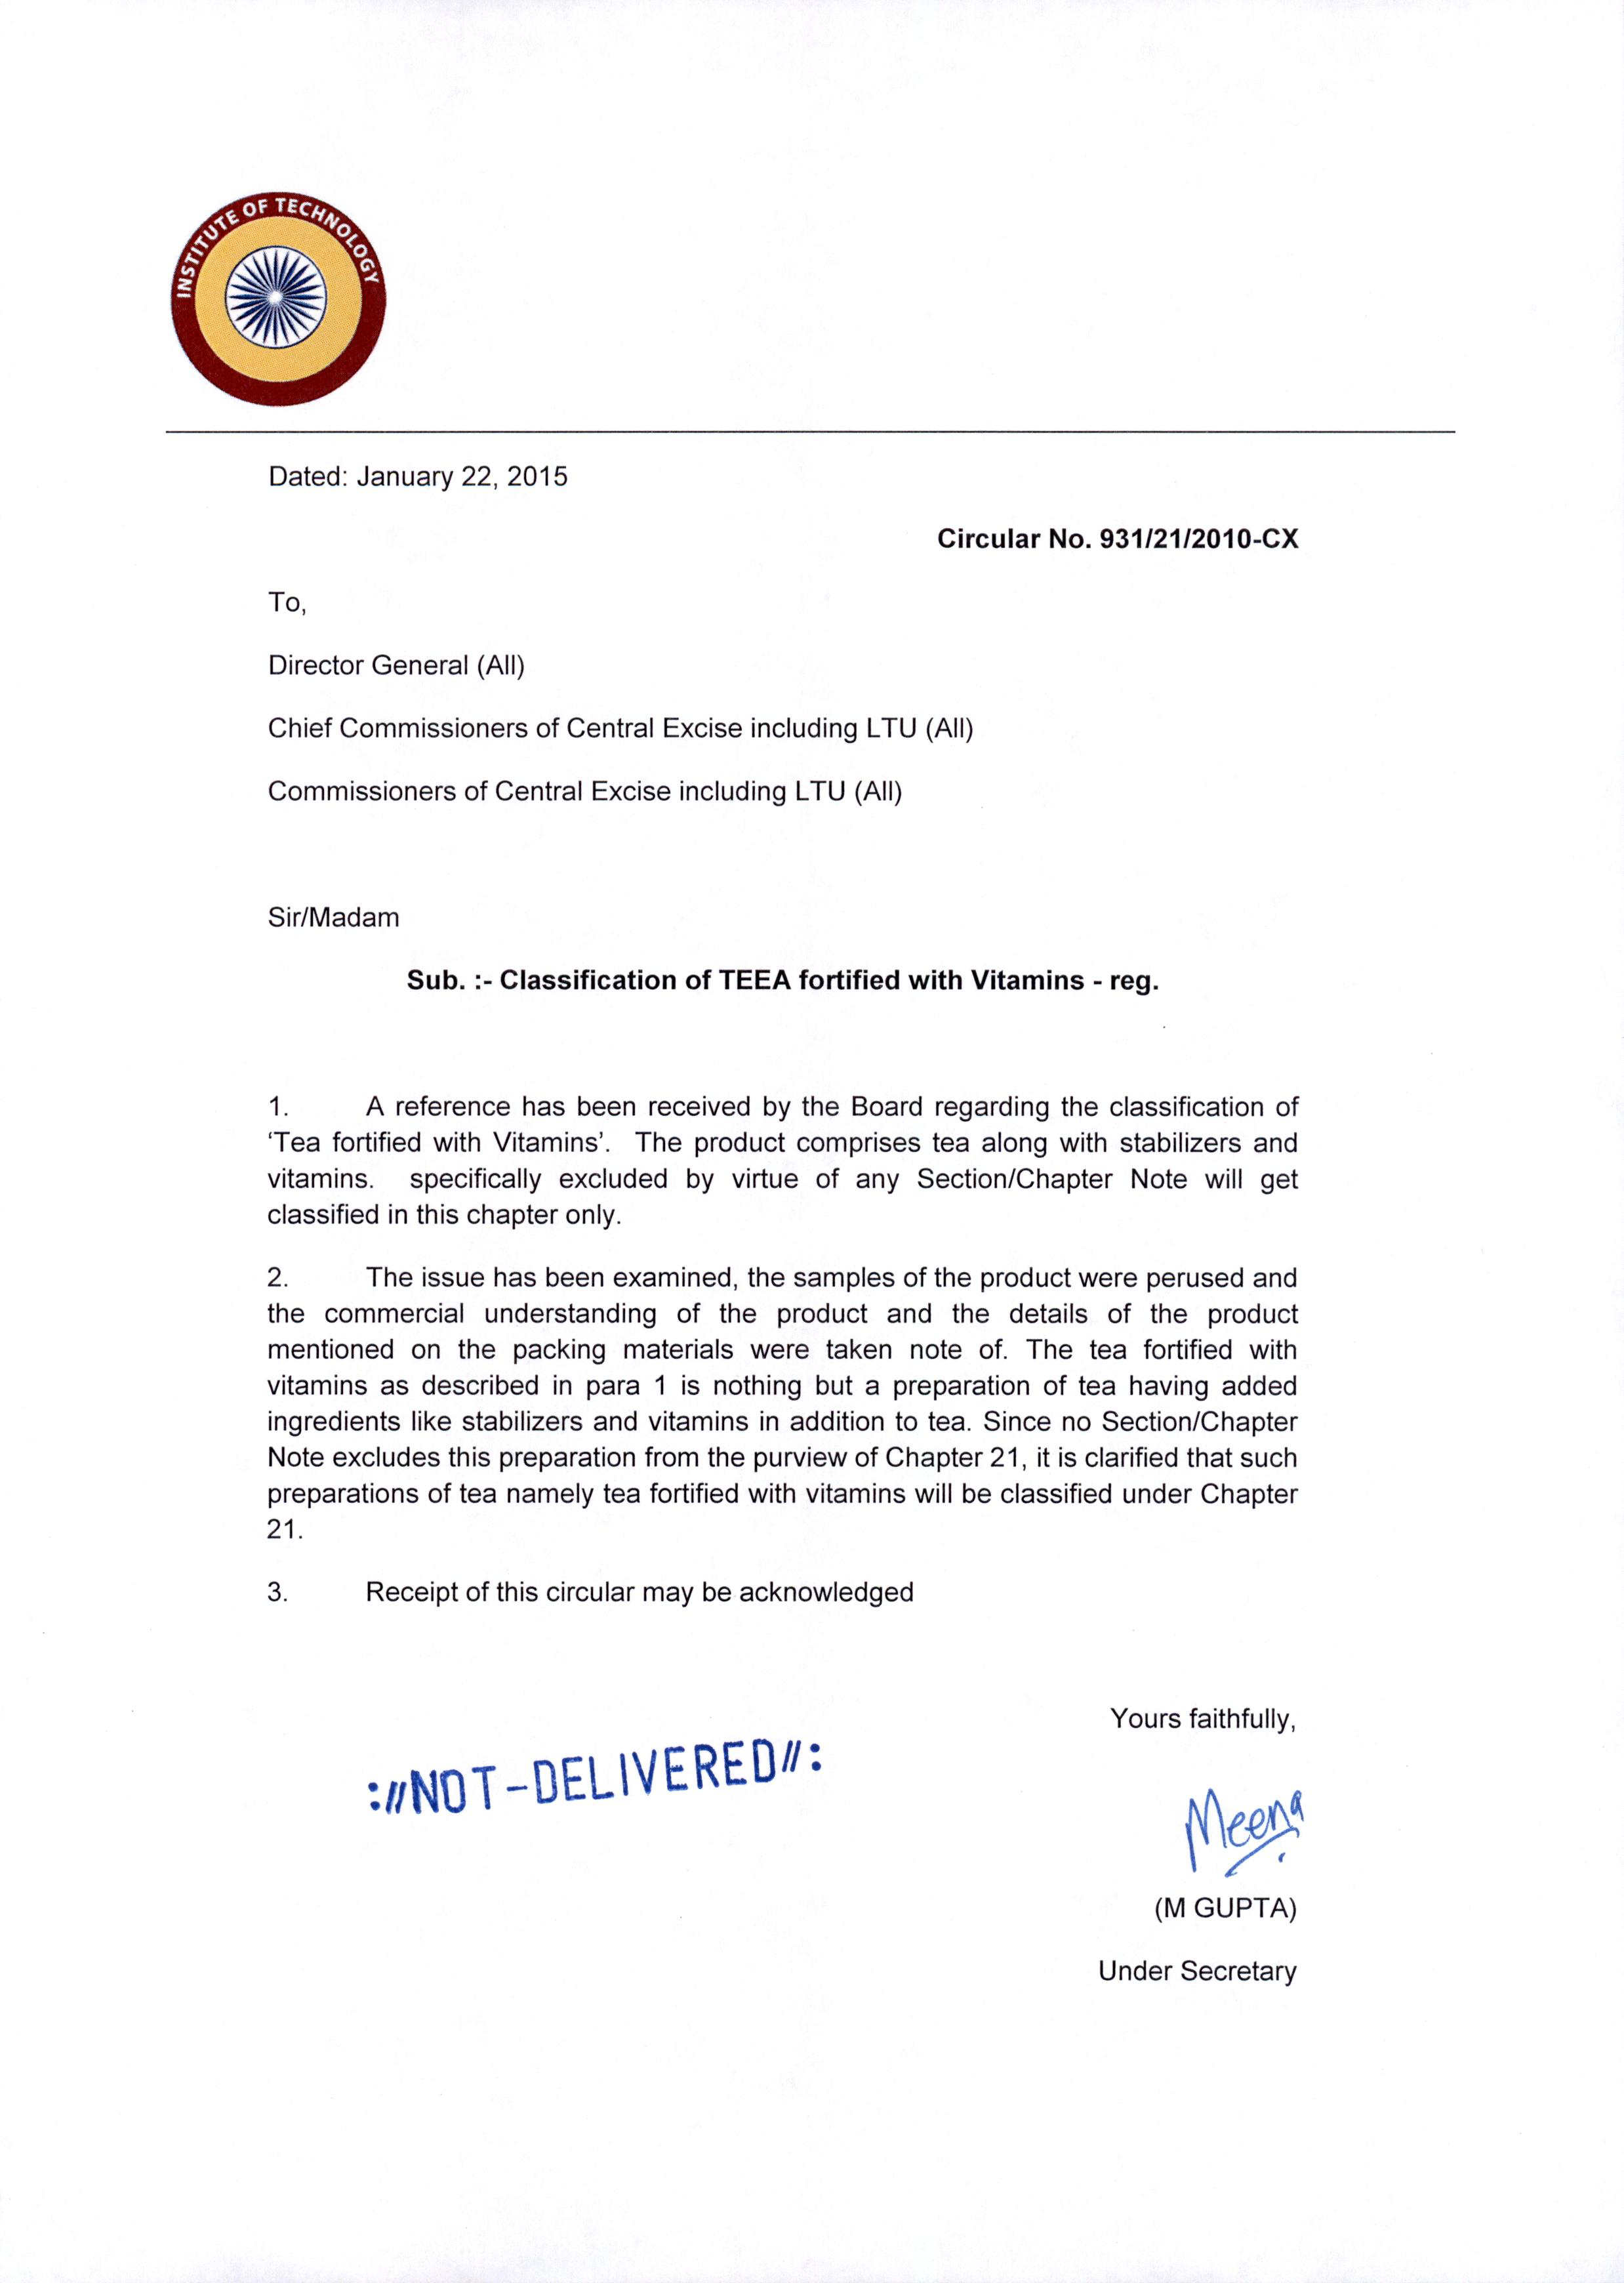 INSTITUTE OF TECHNOLOGY
Dated: January 22, 2015
Circular No. 931/21/2010-CX
To,
Director General (All)
Chief Commissioners of Central Excise including LTU (All)
Commissioners of Central Excise including LTU (All)
Sir/Madam
Sub. :- Classification of TEEA fortified with Vitamins - reg.
1. A reference has been received by the Board regarding the classification of
‘Tea fortified with Vitamins’. The product comprises tea along with stabilizers and
vitamins. specifically excluded by virtue of any Section/Chapter Note will get
classified in this chapter only.
2. The issue has been examined, the samples of the product were perused and
the commercial understanding of the product and the details of the product
mentioned on the packing materials were taken note of. The tea fortified with
vitamins as described in para 1 is nothing but a preparation of tea having added
ingredients like stabilizers and vitamins in addition to tea. Since no Section/Chapter
Note excludes this preparation from the purview of Chapter 21, it is clarified that such
preparations of tea namely tea fortified with vitamins will be classified under Chapter
21.
3. Receipt of this circular may be acknowledged
Yours faithfully,
://NOT-DELIVERED//:
Meena
(M GUPTA)
Under Secretary